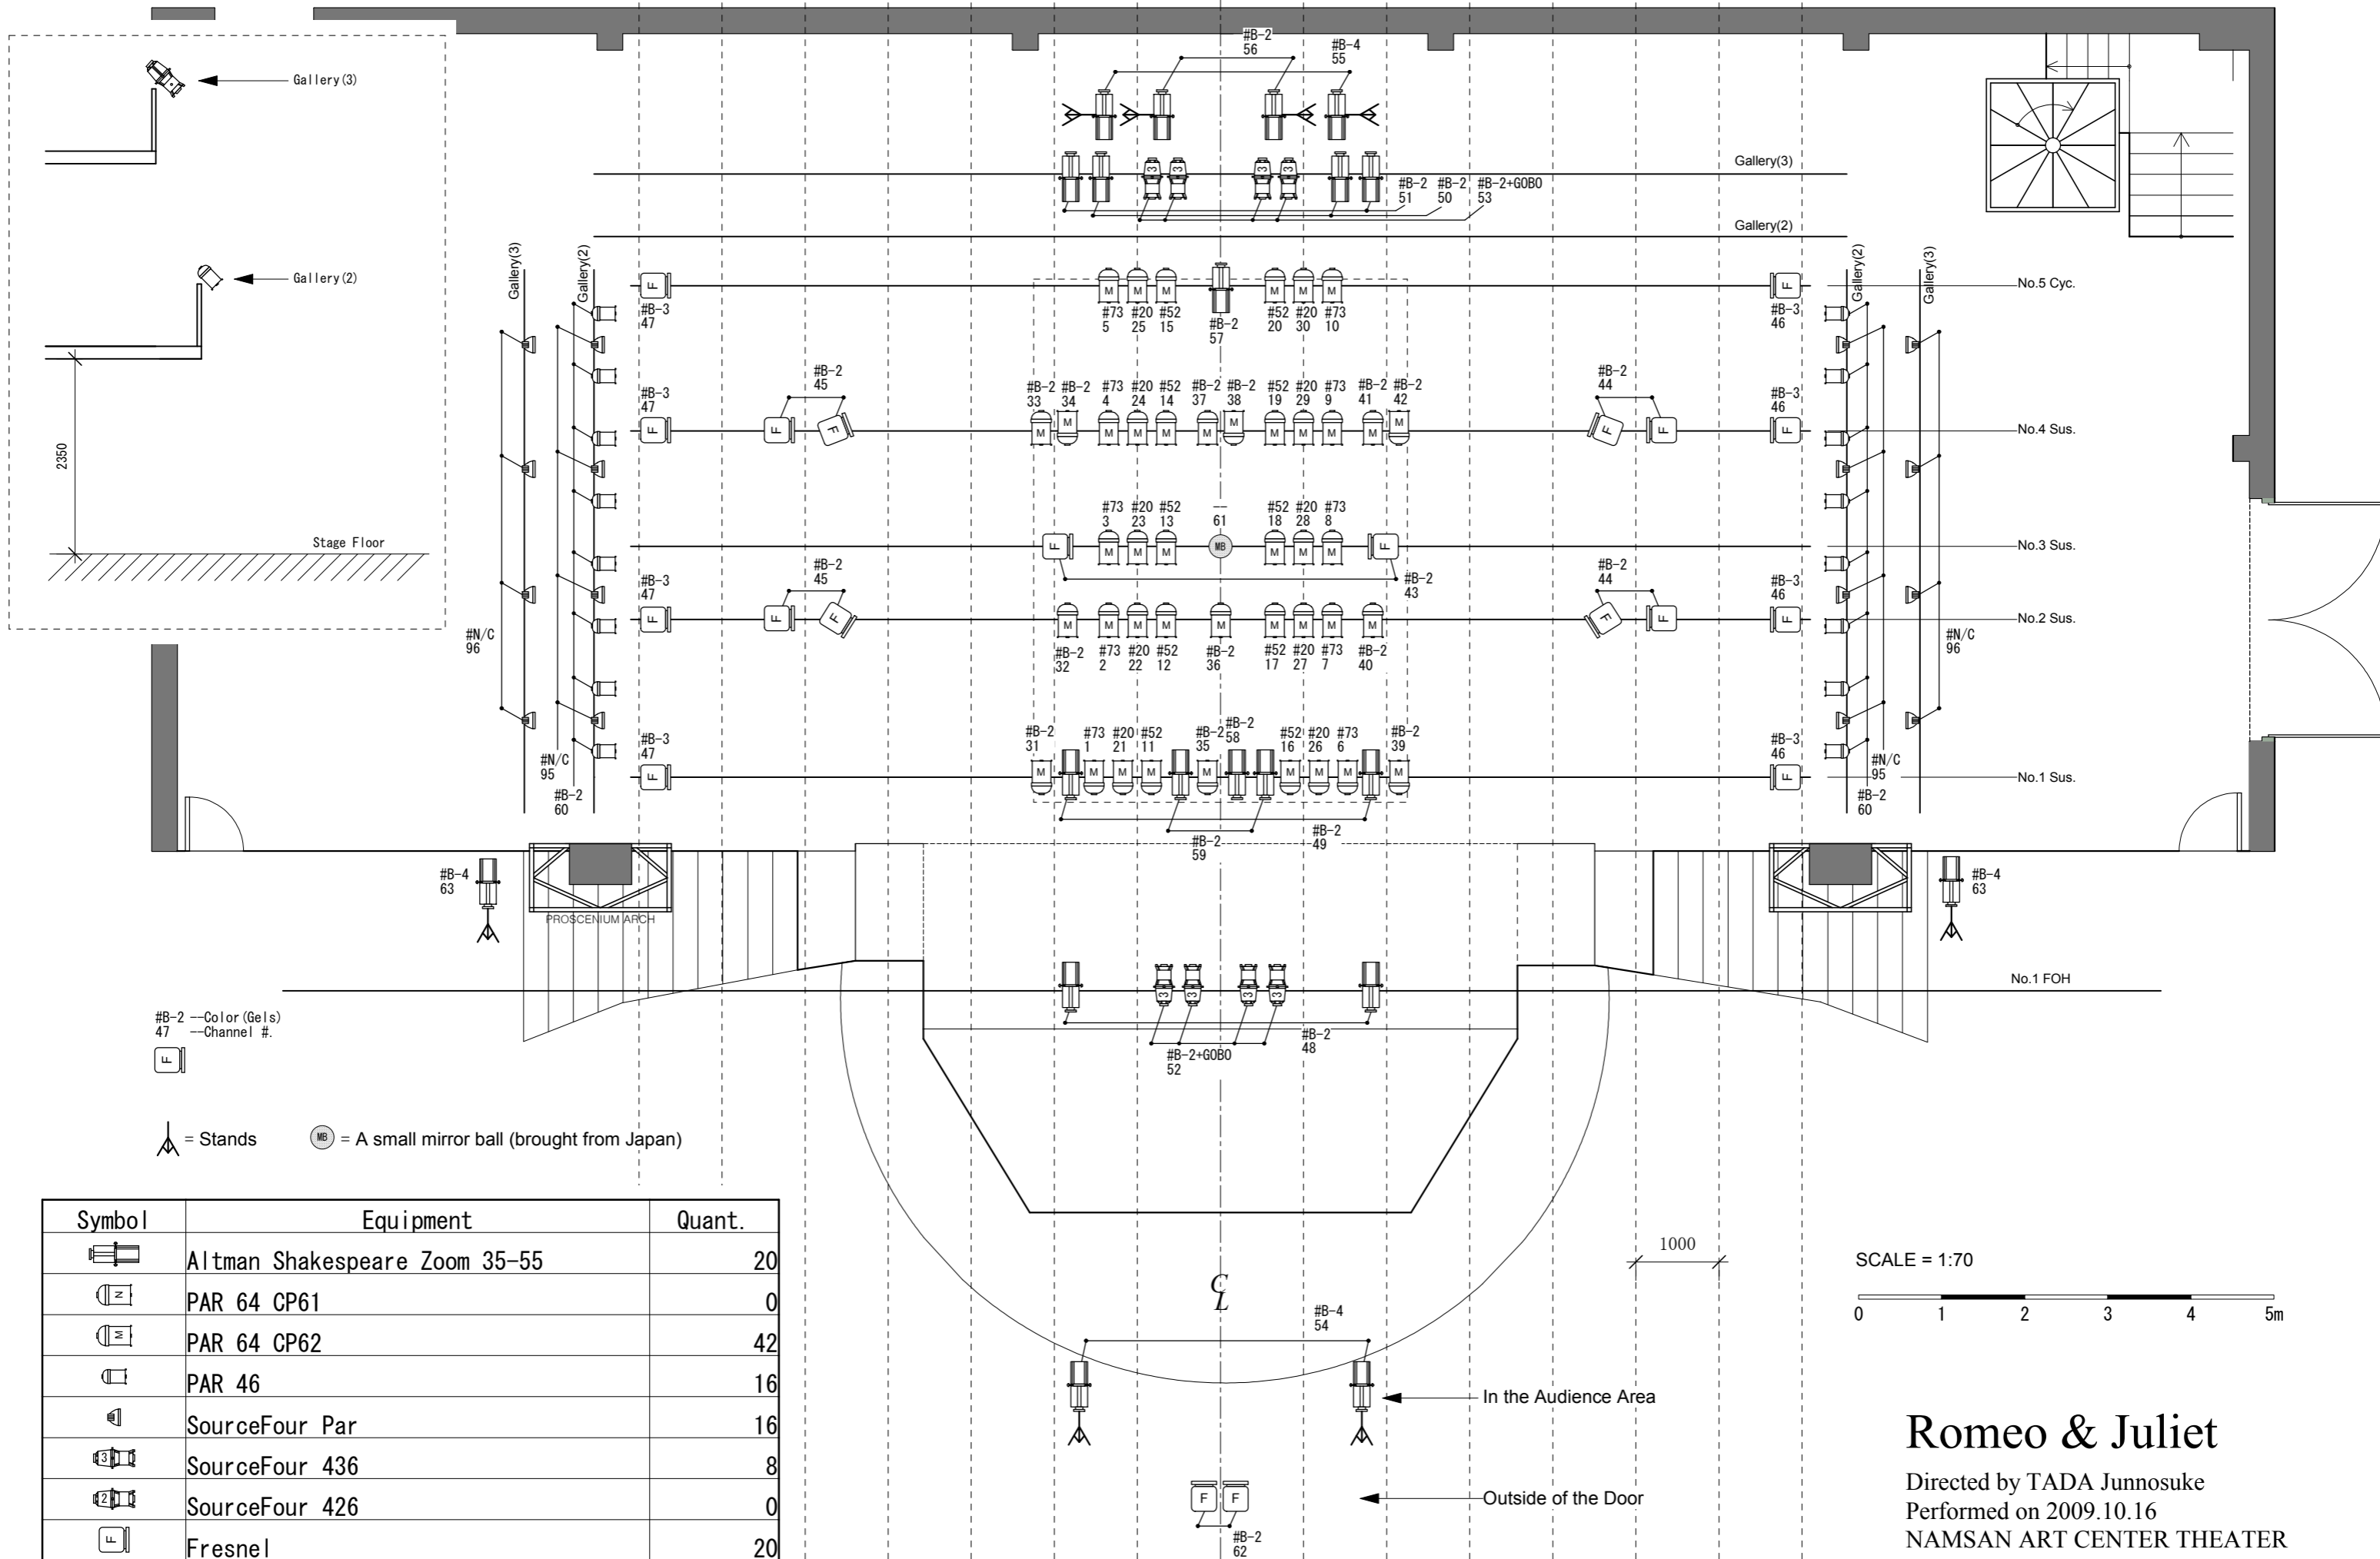 #B-2
56
#B-4
55
Gallery(3)
Gallery(3)
3
3
3
3
#B-2
51
#B-2
50
#B-2+GOBO
53
Gallery(2)
Gallery(2)
Gallery(3)
Gallery(2)
Gallery(2)
Gallery(3)
F
M
M
M
M
M
M
F
No.5 Cyc.
#B-3
47
#73
5
#20
25
#52
15
#B-2
57
#52
20
#20
30
#73
10
#B-3
46
#B-2
45
#B-2
44
#B-3
47
#B-2
33
#B-2
34
#73
4
#20
24
#52
14
#B-2
37
#B-2
38
#52
19
#20
29
#73
9
#B-2
41
#B-2
42
#B-3
46
F
F
F
M
M
M
M
M
M
M
M
M
M
M
M
F
F
F
No.4 Sus.
2350
#73
3
#20
23
#52
13
--
61
#52
18
#20
28
#73
8
Stage Floor
F
M
M
M
MB
M
M
M
F
No.3 Sus.
#B-3
47
#B-2
45
#B-2
43
#B-2
44
#B-3
46
F
F
F
M
M
M
M
M
M
M
M
M
F
F
F
No.2 Sus.
#N/C
96
#B-2
32
#73
2
#20
22
#52
12
#B-2
36
#52
17
#20
27
#73
7
#B-2
40
#N/C
96
#B-3
47
#B-2
31
#73
1
#20
21
#52
11
#B-2
35
#B-2
58
#52
16
#20
26
#73
6
#B-2
39
#B-3
46
F
M
M
M
M
M
M
M
M
M
F
No.1 Sus.
#N/C
95
#B-2
60
#N/C
95
#B-2
60
#B-2
59
#B-2
49
#B-4
63
PROSCENIUM ARCH
#B-4
63
3
3
3
3
No.1 FOH
#B-2 --Color(Gels)
47 --Channel #.
F
#B-2+GOBO
52
#B-2
48
= Stands
MB = A small mirror ball (brought from Japan)
Symbol Equipment Quant.
Altman Shakespeare Zoom 35-55 20
N PAR 64 CP61 0
M PAR 64 CP62 42
PAR 46 16
SourceFour Par 16
3 SourceFour 436 8
2 SourceFour 426 0
F Fresnel 20
1000
SCALE = 1:70
0 1 2 3 4 5m
CL
#B-4
54
In the Audience Area
F
F
Outside of the Door
#B-2
62
Romeo & Juliet
Directed by TADA Junnosuke
Performed on 2009.10.16
NAMSAN ART CENTER THEATER